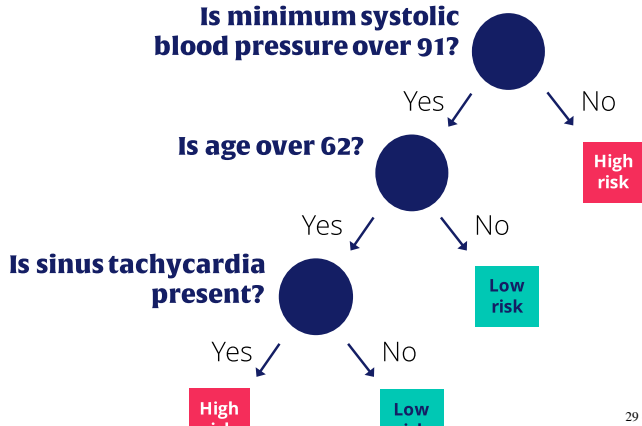 Is minimum systolic
blood pressure over 91?
Yes
No
Is age over 62?
High
risk
Yes
No
Is sinus tachycardia
present?
Low
risk
Yes
No
High
Low
29